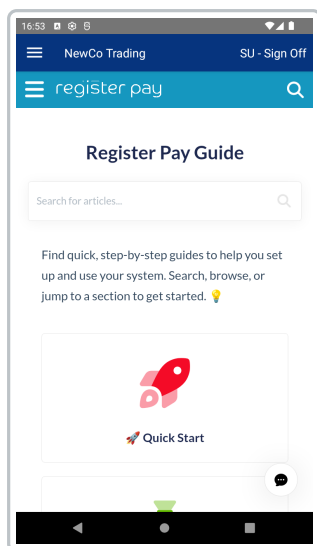 16:53
NewCo Trading
SU - Sign Off
register pay
Register Pay Guide
Search for articles...
Find quick, step-by-step guides to help you set
up and use your system. Search, browse, or
jump to a section to get started. 💡
🚀 Quick Start